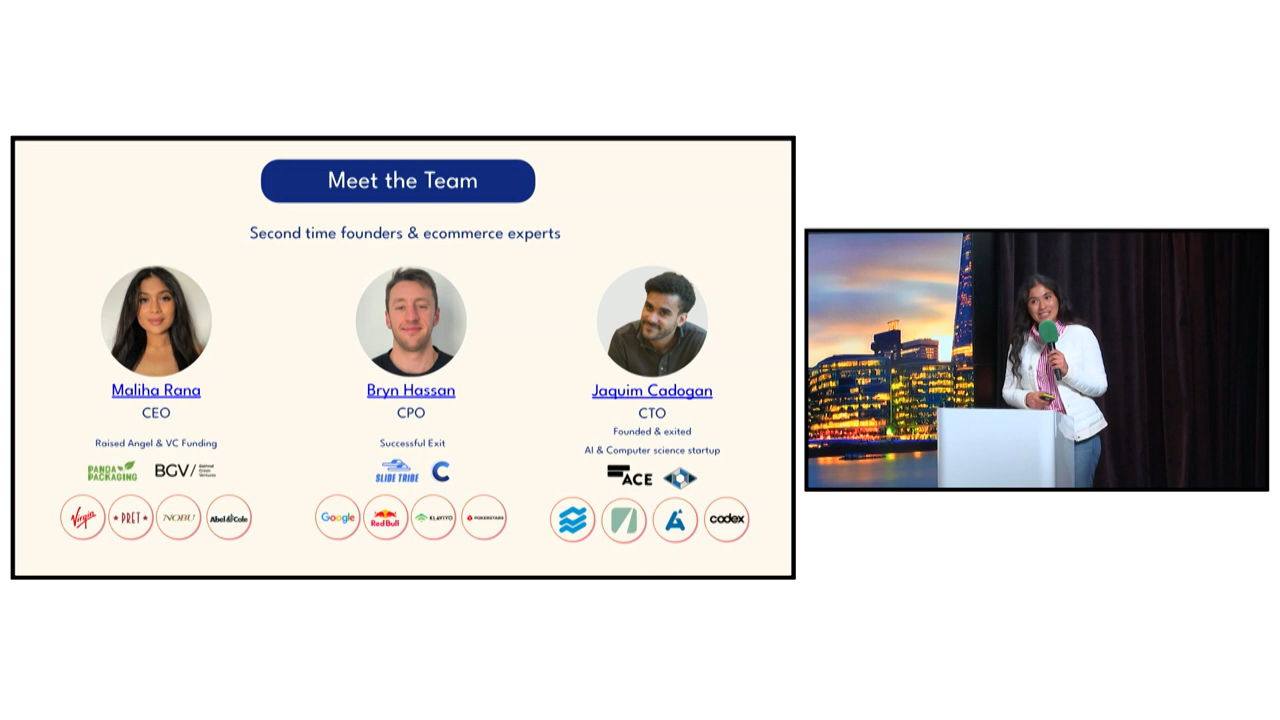 Meet the Team
Second time founders & ecommerce experts
Maliha Rana
CEO
Raised Angel & VC Funding
PANDA
PACKAGING
BGV/
Virgin
PRET
NOBU
Abel & Cole
Bryn Hassan
CPO
Successful Exit
SLIDE TRIBE
C
Google
Red Bull
KLAVIYO
POKERSTARS
Jaquim Cadogan
CTO
Founded & exited
AI & Computer science startup
ACE
codex